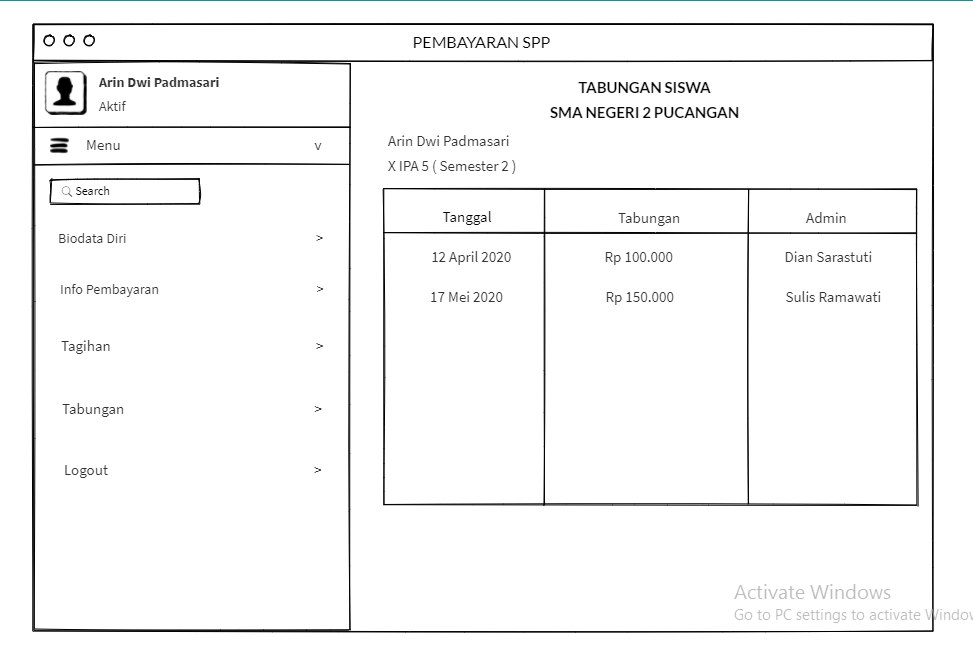 PEMBAYARAN SPP
Arin Dwi Padmasari
Aktif
Menu v
Search
Biodata Diri >
Info Pembayaran >
Tagihan >
Tabungan >
Logout >
TABUNGAN SISWA
SMA NEGERI 2 PUCANGAN
Arin Dwi Padmasari
X IPA 5 ( Semester 2 )
Tanggal Tabungan Admin
12 April 2020 Rp 100.000 Dian Sarastuti
17 Mei 2020 Rp 150.000 Sulis Ramawati
Activate Windows
Go to PC settings to activate Window